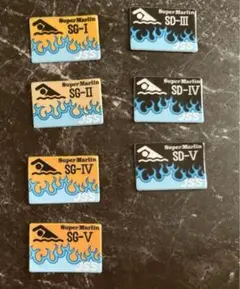 Super Marlin
SG-I
JSS
Super Marlin
SG-II
JSS
Super Marlin
SG-IV
JSS
Super Marlin
SG-V
JSS
Super Marlin
SD-III
JSS
Super Marlin
SD-IV
JSS
Super Marlin
SD-V
JSS